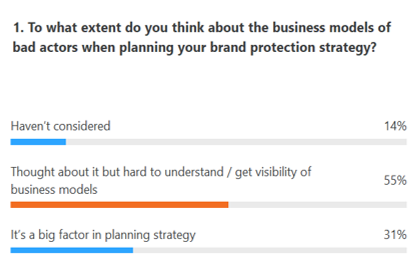 1. To what extent do you think about the business models of
bad actors when planning your brand protection strategy?
Haven't considered 14%
Thought about it but hard to understand / get visibility of
business models 55%
It's a big factor in planning strategy 31%